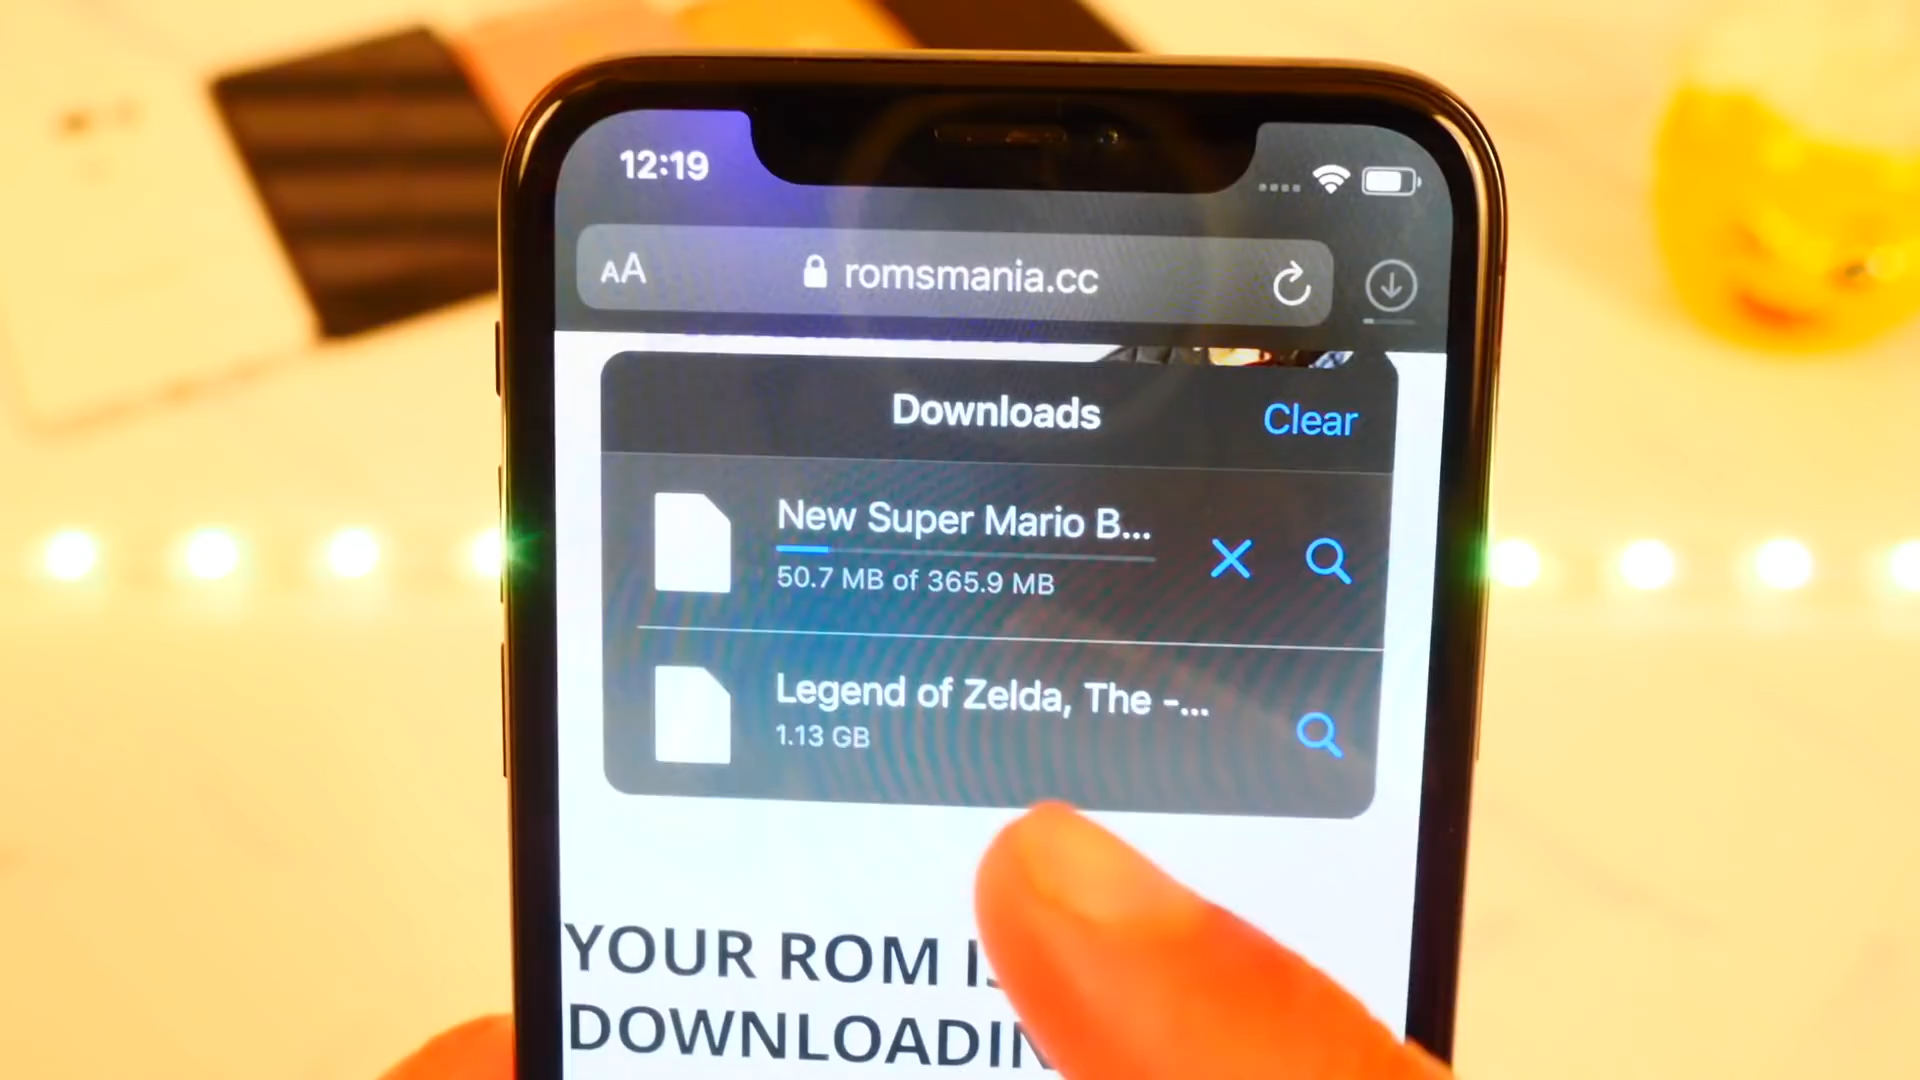 12:19
AA romsmania.cc
Downloads Clear
New Super Mario B...
50.7 MB of 365.9 MB
Legend of Zelda, The -...
1.13 GB
YOUR ROM
DOWNLOADIN